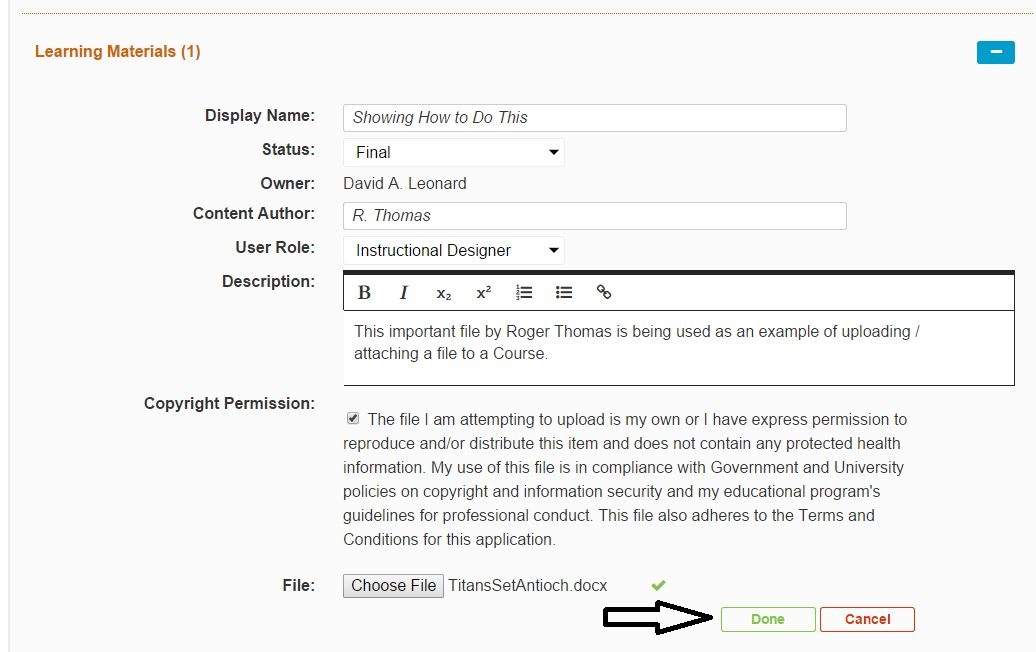 Learning Materials (1)
Display Name: Showing How to Do This
Status: Final
Owner: David A. Leonard
Content Author: R. Thomas
User Role: Instructional Designer
Description: B I x₂ x²
This important file by Roger Thomas is being used as an example of uploading /
attaching a file to a Course.
Copyright Permission:
The file I am attempting to upload is my own or I have express permission to
reproduce and/or distribute this item and does not contain any protected health
information. My use of this file is in compliance with Government and University
policies on copyright and information security and my educational program's
guidelines for professional conduct. This file also adheres to the Terms and
Conditions for this application.
File: Choose File TitansSetAntioch.docx
Done Cancel